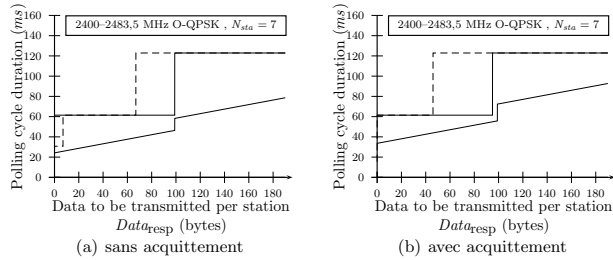 Polling cycle duration (ms)
160
140
120
100
80
60
40
20
0
2400–2483,5 MHz O-QPSK , N_sta = 7
0 20 40 60 80 100 120 140 160 180
Data to be transmitted per station
Data_resp (bytes)
(a) sans acquittement
Polling cycle duration (ms)
160
140
120
100
80
60
40
20
0
2400–2483,5 MHz O-QPSK , N_sta = 7
0 20 40 60 80 100 120 140 160 180
Data to be transmitted per station
Data_resp (bytes)
(b) avec acquittement